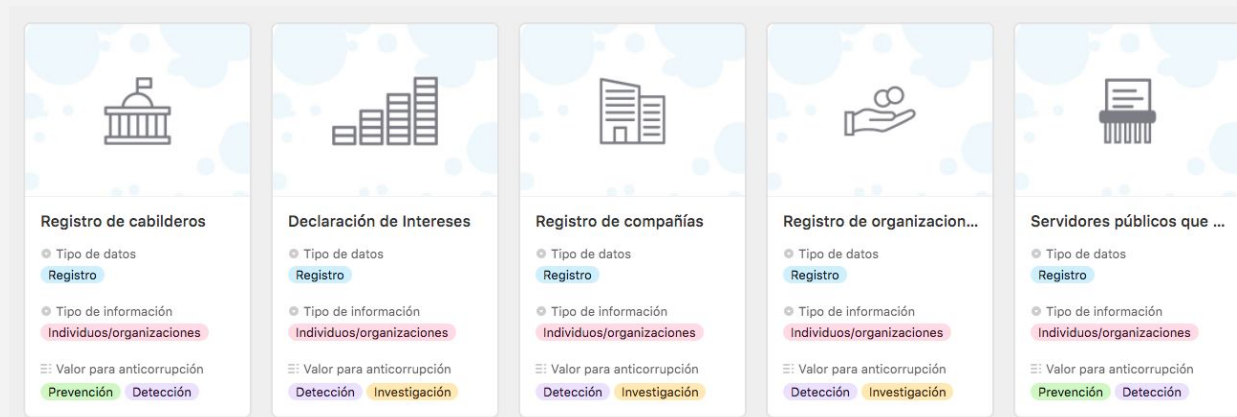 Registro de cabilderos
Tipo de datos
Registro
Tipo de información
Individuos/organizaciones
Valor para anticorrupción
Prevención Detección
Declaración de Intereses
Tipo de datos
Registro
Tipo de información
Individuos/organizaciones
Valor para anticorrupción
Detección Investigación
Registro de compañías
Tipo de datos
Registro
Tipo de información
Individuos/organizaciones
Valor para anticorrupción
Detección Investigación
Registro de organizacion...
Tipo de datos
Registro
Tipo de información
Individuos/organizaciones
Valor para anticorrupción
Detección Investigación
Servidores públicos que ...
Tipo de datos
Registro
Tipo de información
Individuos/organizaciones
Valor para anticorrupción
Prevención Detección